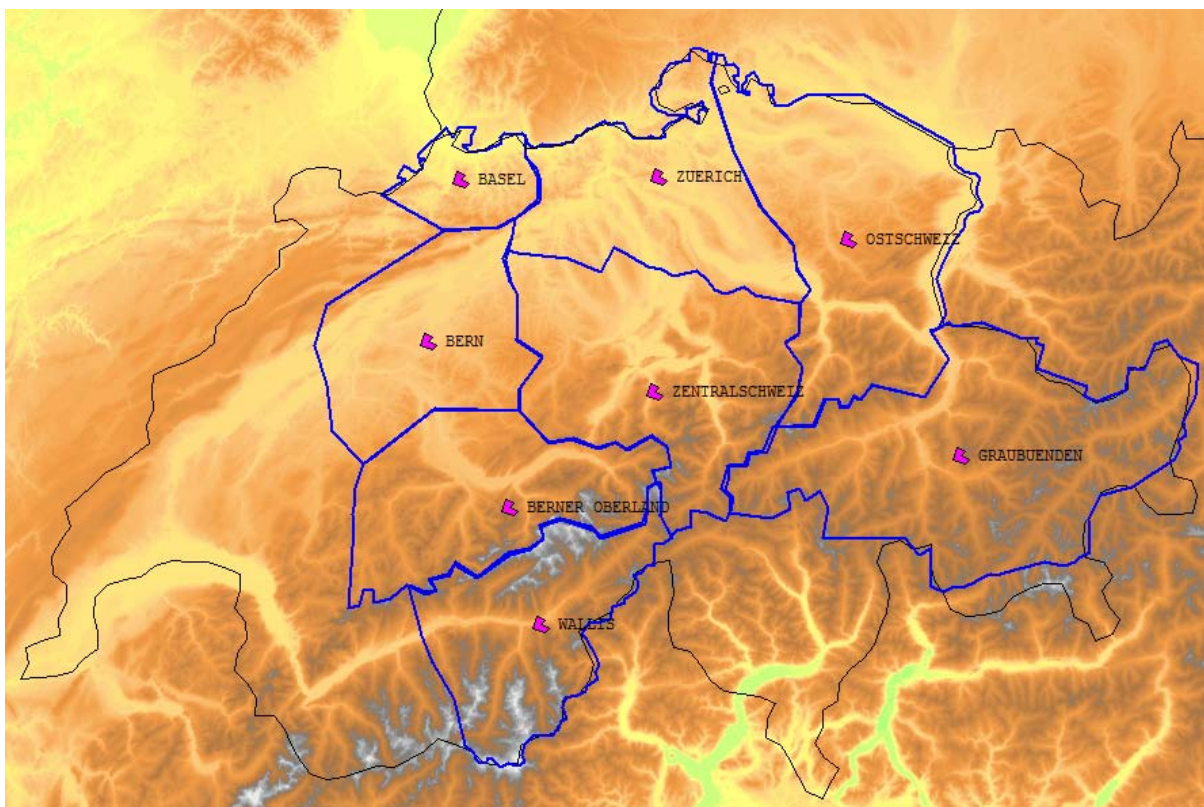 BASEL
ZUERICH
OSTSCHWEIZ
BERN
ZENTRALSCHWEIZ
GRAUBUENDEN
BERNER OBERLAND
WALLIS